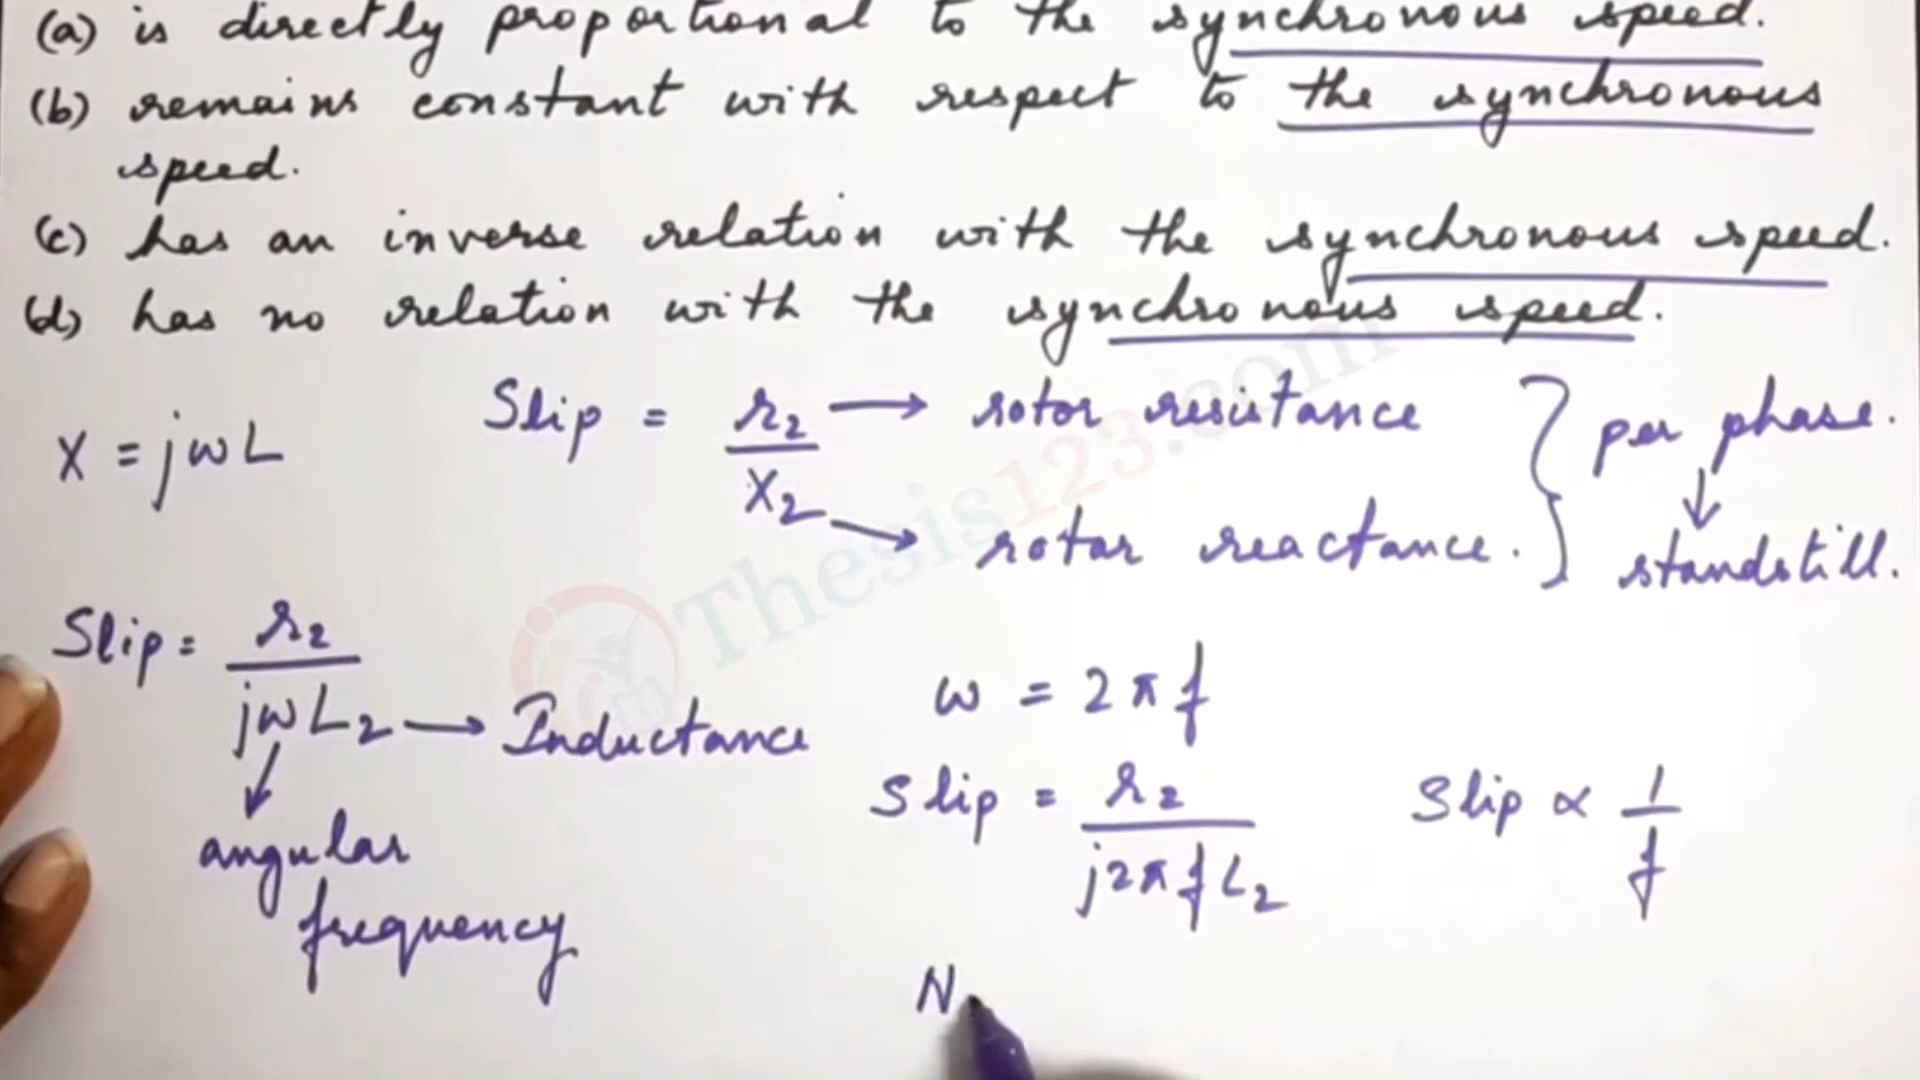 (a) is directly proportional to the synchronous speed.
(b) remains constant with respect to the synchronous
speed.
(c) has an inverse relation with the synchronous speed.
(d) has no relation with the synchronous speed.
X = jωL
Slip = r₂/X₂ → rotor resistance
→ rotor reactance.
} per phase.
↓
standstill.
Thesis123.com
Slip = r₂/jωL₂ → Inductance
↓
angular
frequency
ω = 2πf
Slip = r₂/j2πfL₂
Slip ∝ 1/f
N